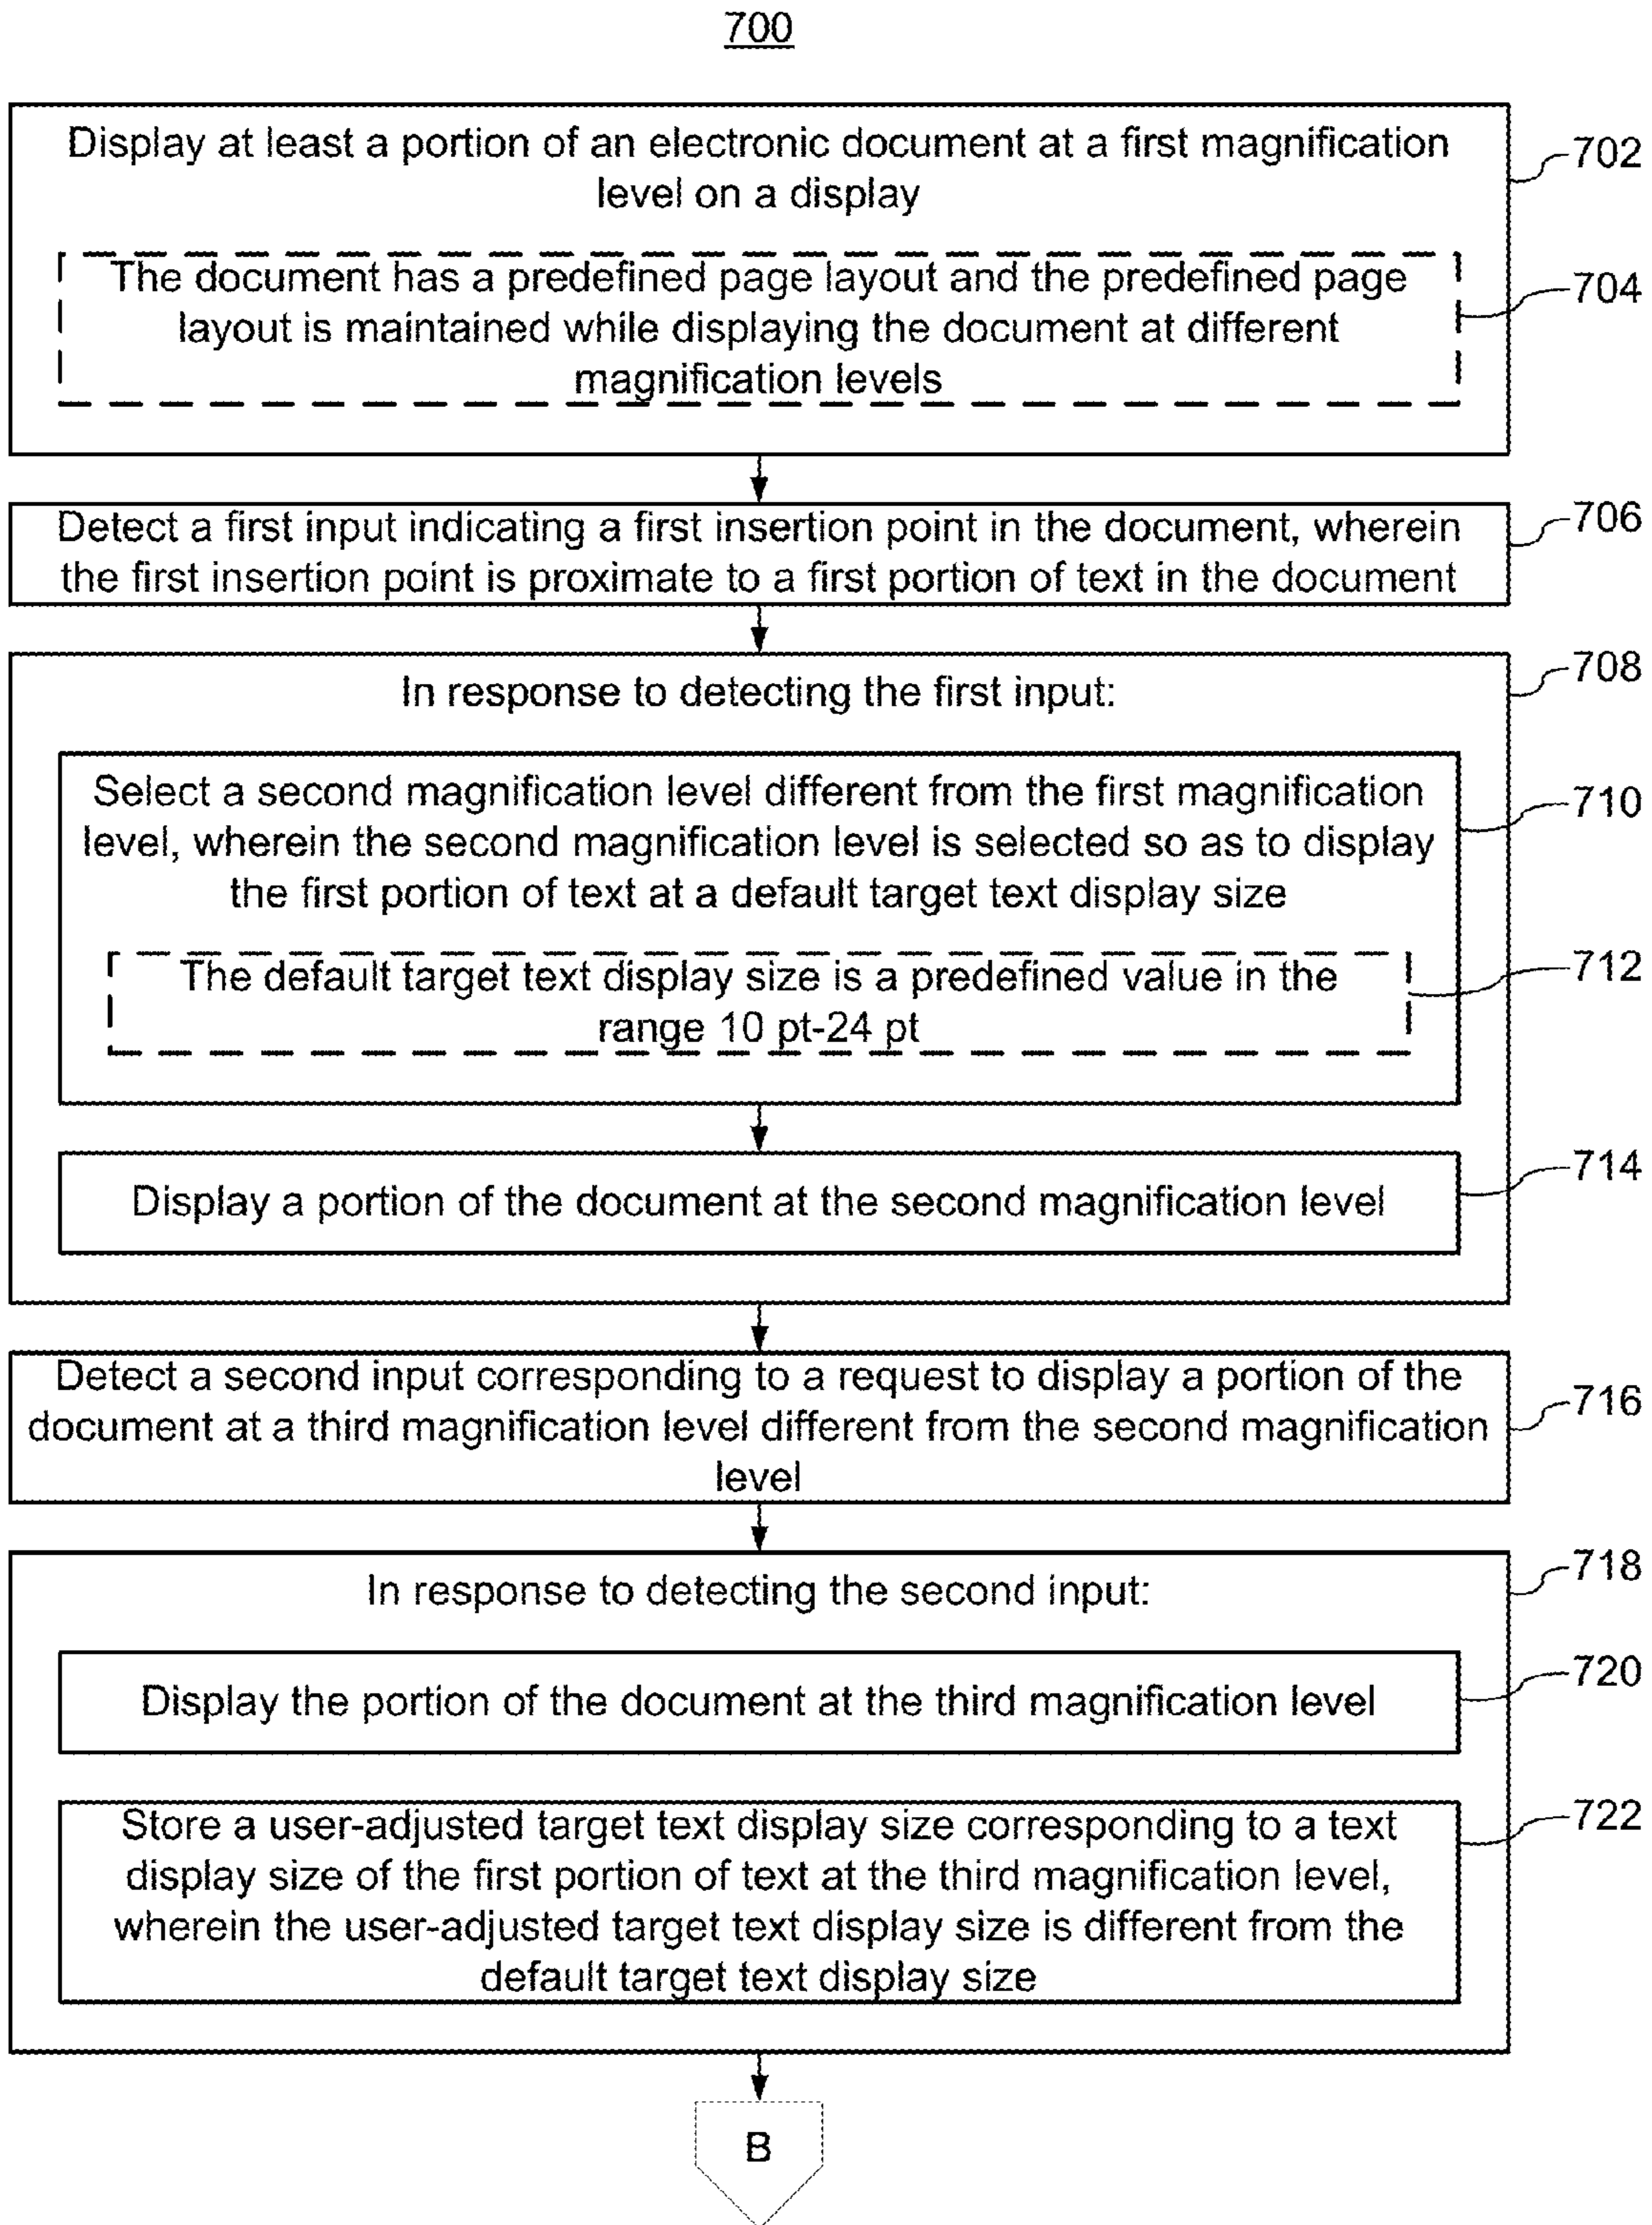 700
Display at least a portion of an electronic document at a first magnification
level on a display
702
The document has a predefined page layout and the predefined page
layout is maintained while displaying the document at different
magnification levels
704
Detect a first input indicating a first insertion point in the document, wherein
the first insertion point is proximate to a first portion of text in the document
706
In response to detecting the first input:
708
Select a second magnification level different from the first magnification
level, wherein the second magnification level is selected so as to display
the first portion of text at a default target text display size
710
The default target text display size is a predefined value in the
range 10 pt-24 pt
712
Display a portion of the document at the second magnification level
714
Detect a second input corresponding to a request to display a portion of the
document at a third magnification level different from the second magnification
level
716
In response to detecting the second input:
718
Display the portion of the document at the third magnification level
720
Store a user-adjusted target text display size corresponding to a text
display size of the first portion of text at the third magnification level,
wherein the user-adjusted target text display size is different from the
default target text display size
722
B